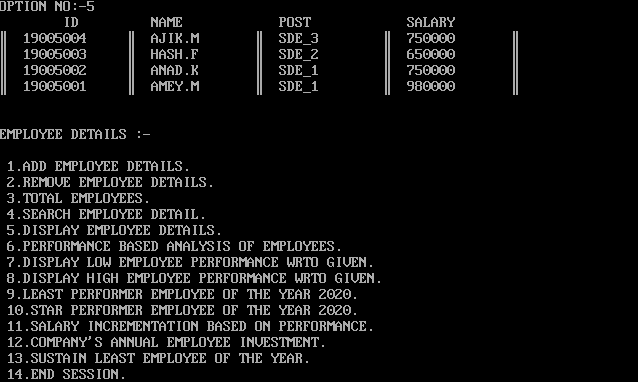 OPTION NO:-5
ID NAME POST SALARY
║ 19005004 ║ AJIK.M ║ SDE_3 ║ 750000 ║
║ 19005003 ║ HASH.F ║ SDE_2 ║ 650000 ║
║ 19005002 ║ ANAD.K ║ SDE_1 ║ 750000 ║
║ 19005001 ║ AMEY.M ║ SDE_1 ║ 980000 ║
EMPLOYEE DETAILS :-
1.ADD EMPLOYEE DETAILS.
2.REMOVE EMPLOYEE DETAILS.
3.TOTAL EMPLOYEES.
4.SEARCH EMPLOYEE DETAIL.
5.DISPLAY EMPLOYEE DETAILS.
6.PERFORMANCE BASED ANALYSIS OF EMPLOYEES.
7.DISPLAY LOW EMPLOYEE PERFORMANCE WRTO GIVEN.
8.DISPLAY HIGH EMPLOYEE PERFORMANCE WRTO GIVEN.
9.LEAST PERFORMER EMPLOYEE OF THE YEAR 2020.
10.STAR PERFORMER EMPLOYEE OF THE YEAR 2020.
11.SALARY INCREMENTATION BASED ON PERFORMANCE.
12.COMPANY'S ANNUAL EMPLOYEE INVESTMENT.
13.SUSTAIN LEAST EMPLOYEE OF THE YEAR.
14.END SESSION.